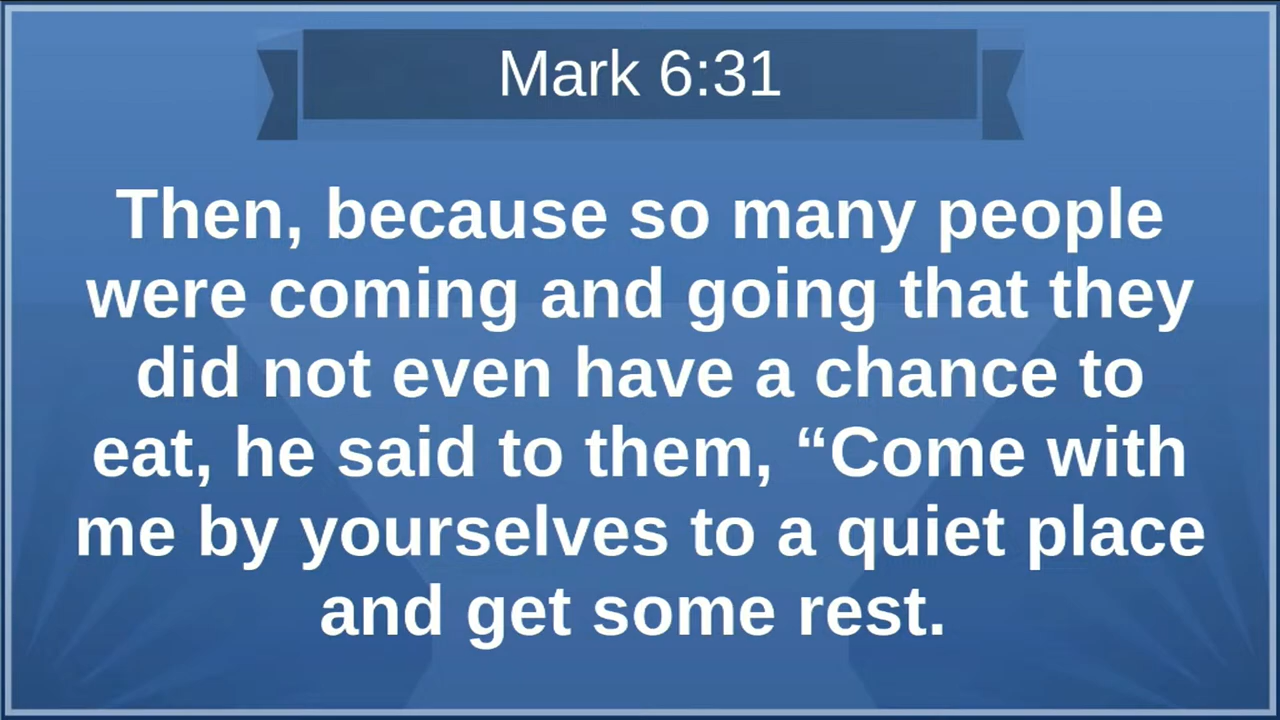 Mark 6:31
Then, because so many people
were coming and going that they
did not even have a chance to
eat, he said to them, “Come with
me by yourselves to a quiet place
and get some rest.